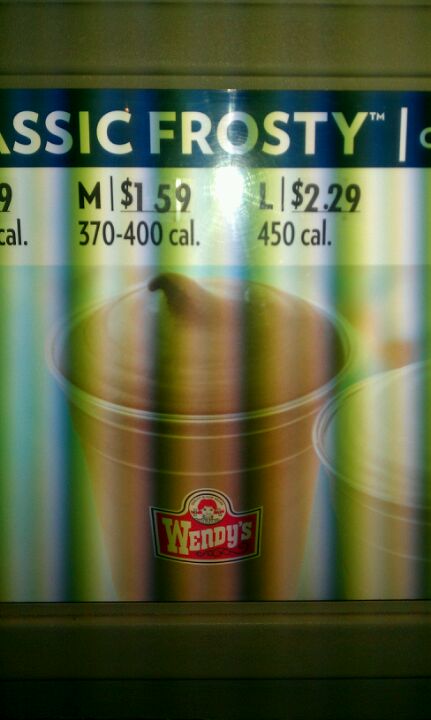 ASSIC FROSTY™ |
9 M | $1.59 L | $2.29
cal. 370-400 cal. 450 cal.
WENDY'S